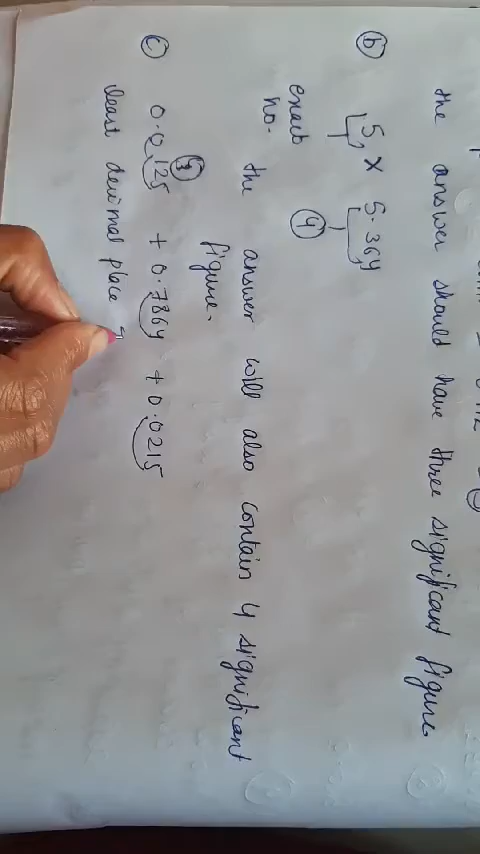 the answer should have three significant figure.
(b) 5 × 5.364
exact no. (4)
the answer will also contain 4 significant
figure.
(c) 0.0125 + 0.7864 + 0.0215
least decimal place